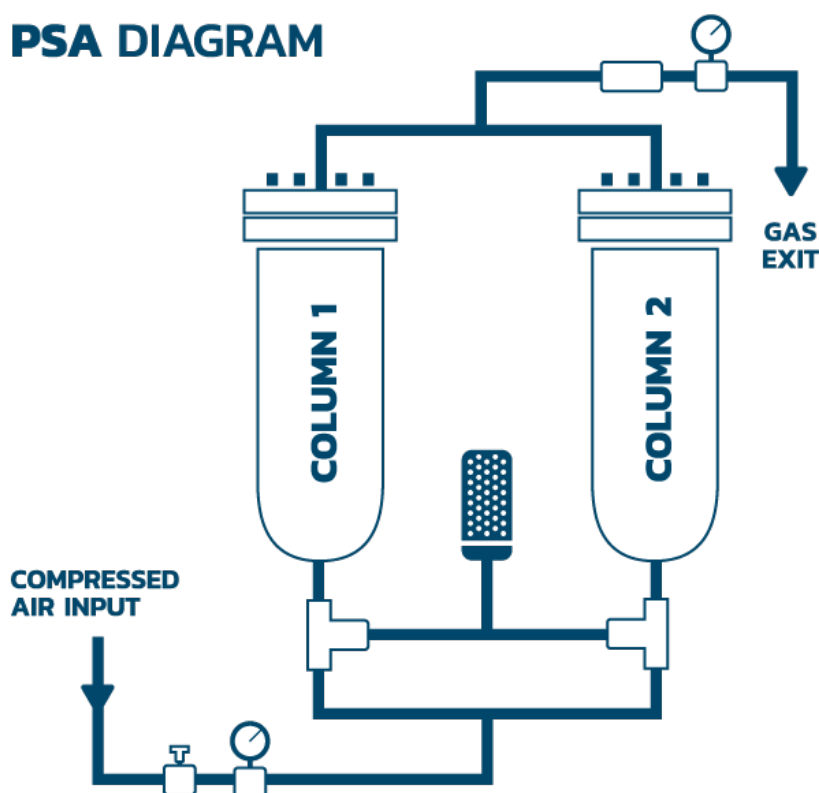 PSA DIAGRAM
GAS
EXIT
COLUMN 1
COLUMN 2
COMPRESSED
AIR INPUT